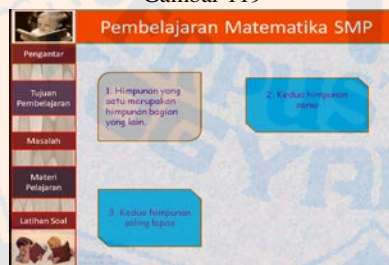 Gambar 119
Pembelajaran Matematika SMP
Pengantar
Tujuan
Pembelajaran
Masalah
Materi
Pelajaran
Latihan Soal
1. Himpunan yang
satu merupakan
himpunan bagian
yang lain.
2. Kedua himpunan
sama
3. Kedua himpunan
saling lepas